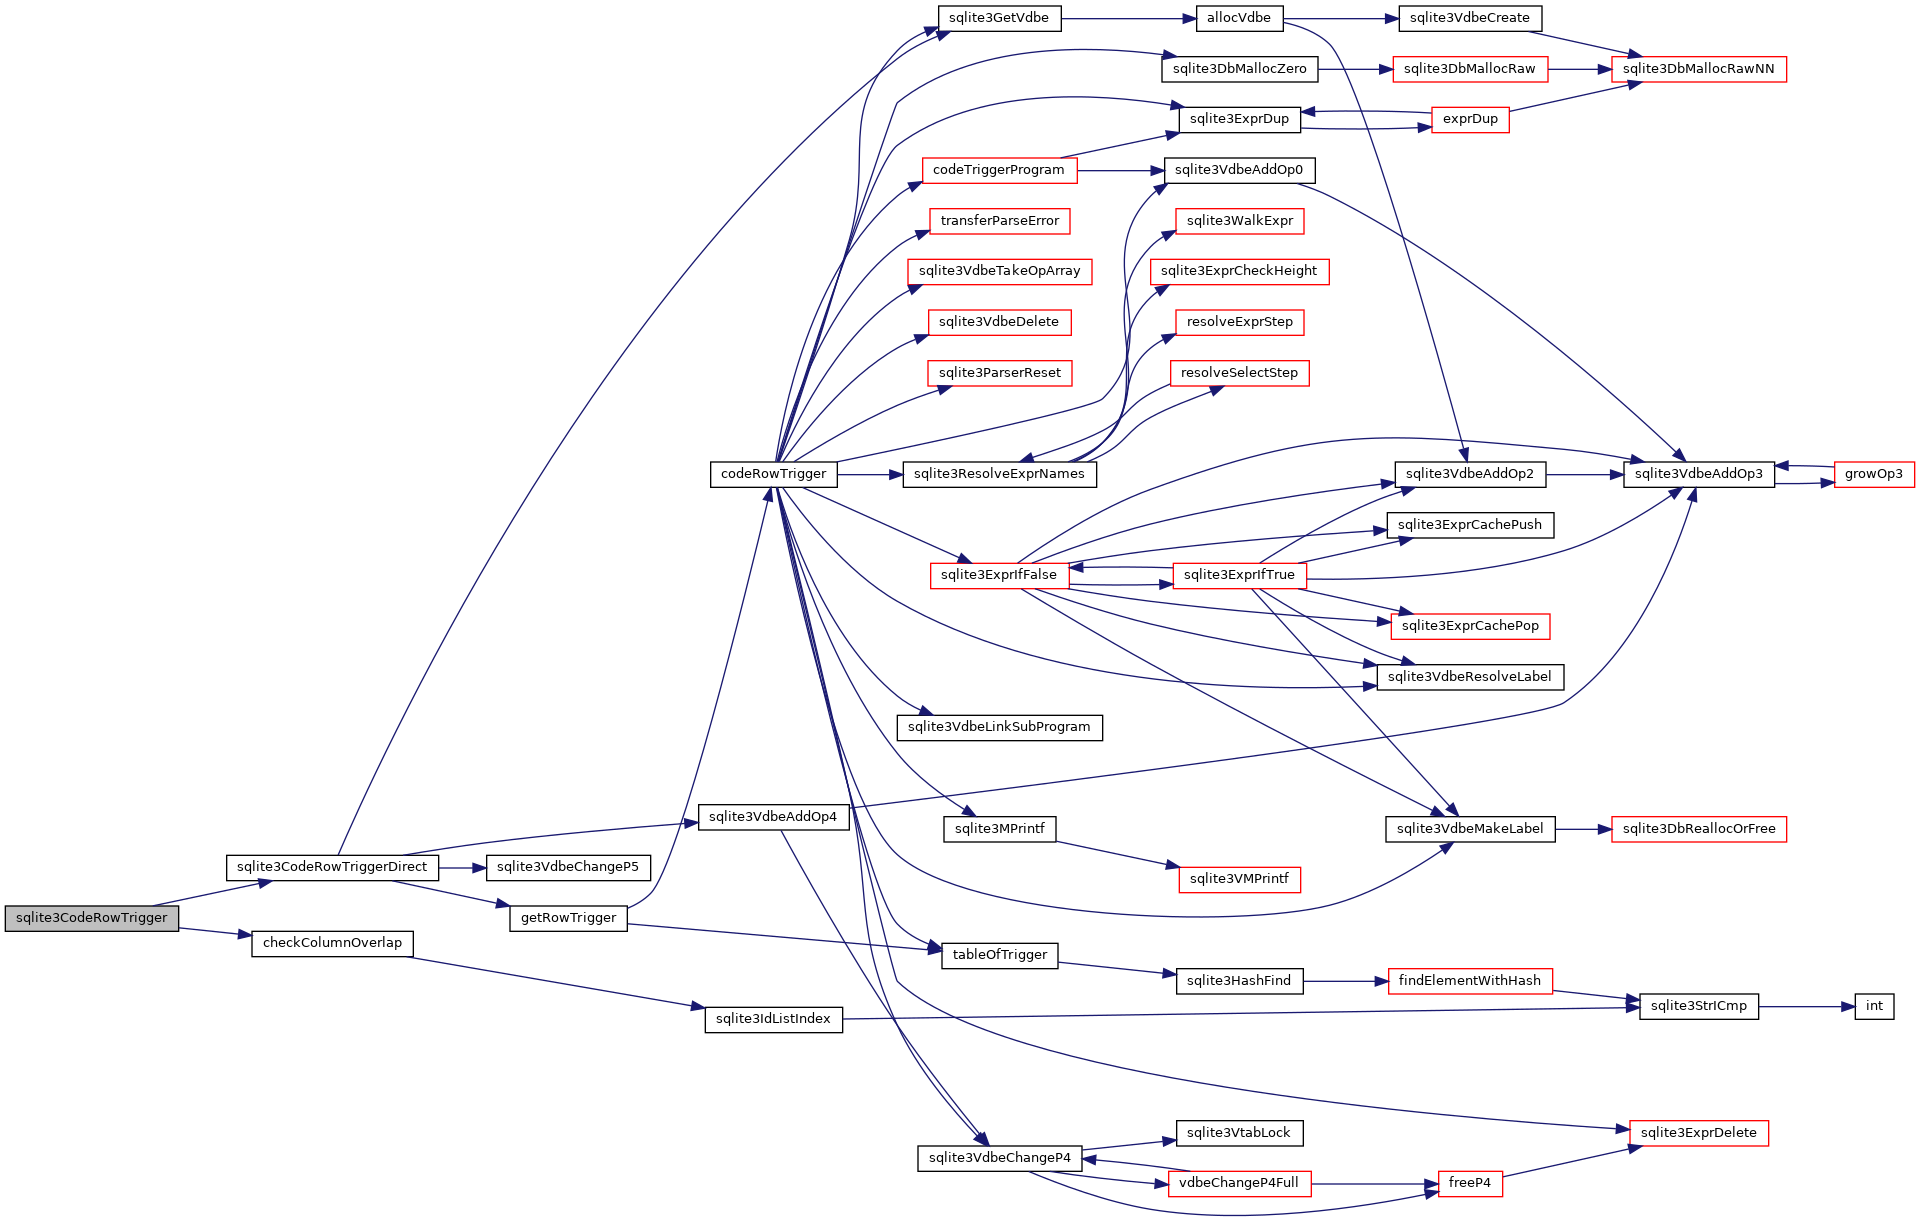 sqlite3GetVdbe
allocVdbe
sqlite3VdbeCreate
sqlite3DbMallocZero
sqlite3DbMallocRaw
sqlite3DbMallocRawNN
sqlite3ExprDup
exprDup
codeTriggerProgram
sqlite3VdbeAddOp0
transferParseError
sqlite3WalkExpr
sqlite3VdbeTakeOpArray
sqlite3ExprCheckHeight
sqlite3VdbeDelete
resolveExprStep
sqlite3ParserReset
resolveSelectStep
codeRowTrigger
sqlite3ResolveExprNames
sqlite3VdbeAddOp2
sqlite3VdbeAddOp3
growOp3
sqlite3ExprCachePush
sqlite3ExprIfFalse
sqlite3ExprIfTrue
sqlite3ExprCachePop
sqlite3VdbeResolveLabel
sqlite3VdbeLinkSubProgram
sqlite3VdbeAddOp4
sqlite3MPrintf
sqlite3VdbeMakeLabel
sqlite3DbReallocOrFree
sqlite3CodeRowTriggerDirect
sqlite3VdbeChangeP5
sqlite3VMPrintf
sqlite3CodeRowTrigger
getRowTrigger
checkColumnOverlap
tableOfTrigger
sqlite3HashFind
findElementWithHash
sqlite3StrICmp
int
sqlite3IdListIndex
sqlite3VtabLock
sqlite3ExprDelete
sqlite3VdbeChangeP4
vdbeChangeP4Full
freeP4